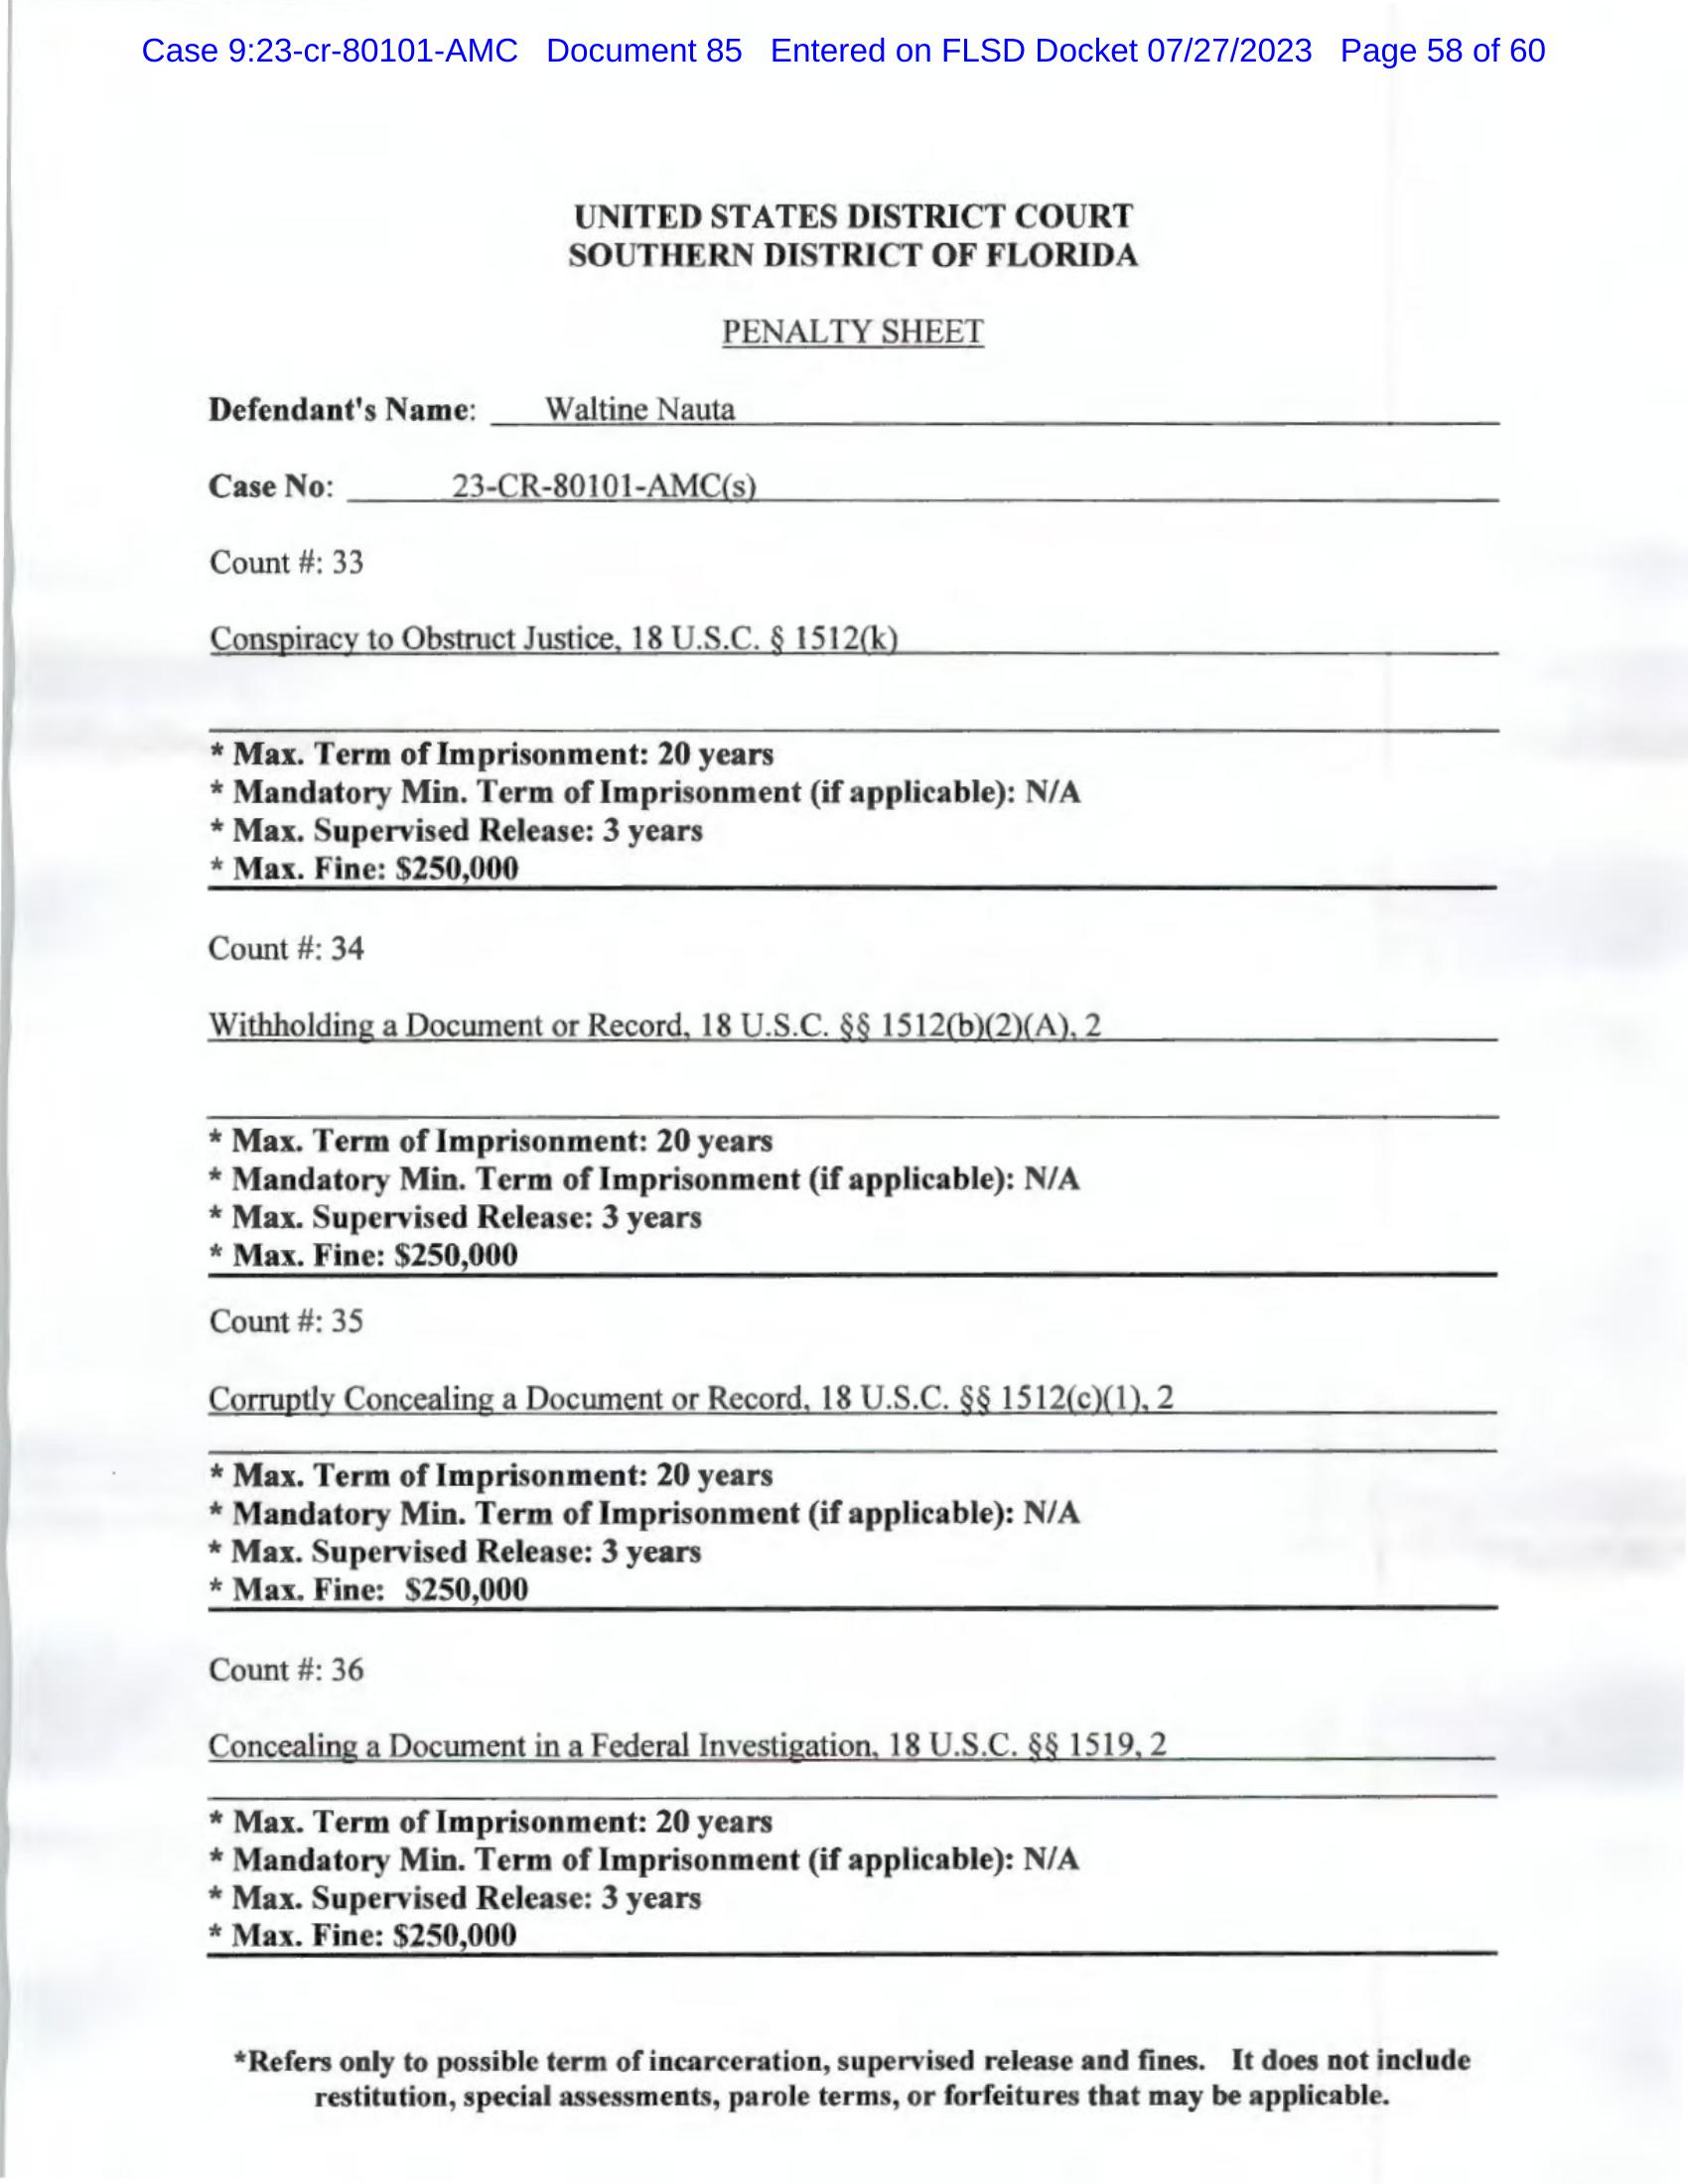 Case 9:23-cr-80101-AMC Document 85 Entered on FLSD Docket 07/27/2023 Page 58 of 60
UNITED STATES DISTRICT COURT
SOUTHERN DISTRICT OF FLORIDA
PENALTY SHEET
Defendant's Name: Waltine Nauta
Case No: 23-CR-80101-AMC(s)
Count #: 33
Conspiracy to Obstruct Justice, 18 U.S.C. § 1512(k)
* Max. Term of Imprisonment: 20 years
* Mandatory Min. Term of Imprisonment (if applicable): N/A
* Max. Supervised Release: 3 years
* Max. Fine: $250,000
Count #: 34
Withholding a Document or Record, 18 U.S.C. §§ 1512(b)(2)(A), 2
* Max. Term of Imprisonment: 20 years
* Mandatory Min. Term of Imprisonment (if applicable): N/A
* Max. Supervised Release: 3 years
* Max. Fine: $250,000
Count #: 35
Corruptly Concealing a Document or Record, 18 U.S.C. §§ 1512(c)(1), 2
* Max. Term of Imprisonment: 20 years
* Mandatory Min. Term of Imprisonment (if applicable): N/A
* Max. Supervised Release: 3 years
* Max. Fine: $250,000
Count #: 36
Concealing a Document in a Federal Investigation, 18 U.S.C. §§ 1519, 2
* Max. Term of Imprisonment: 20 years
* Mandatory Min. Term of Imprisonment (if applicable): N/A
* Max. Supervised Release: 3 years
* Max. Fine: $250,000
*Refers only to possible term of incarceration, supervised release and fines. It does not include
restitution, special assessments, parole terms, or forfeitures that may be applicable.